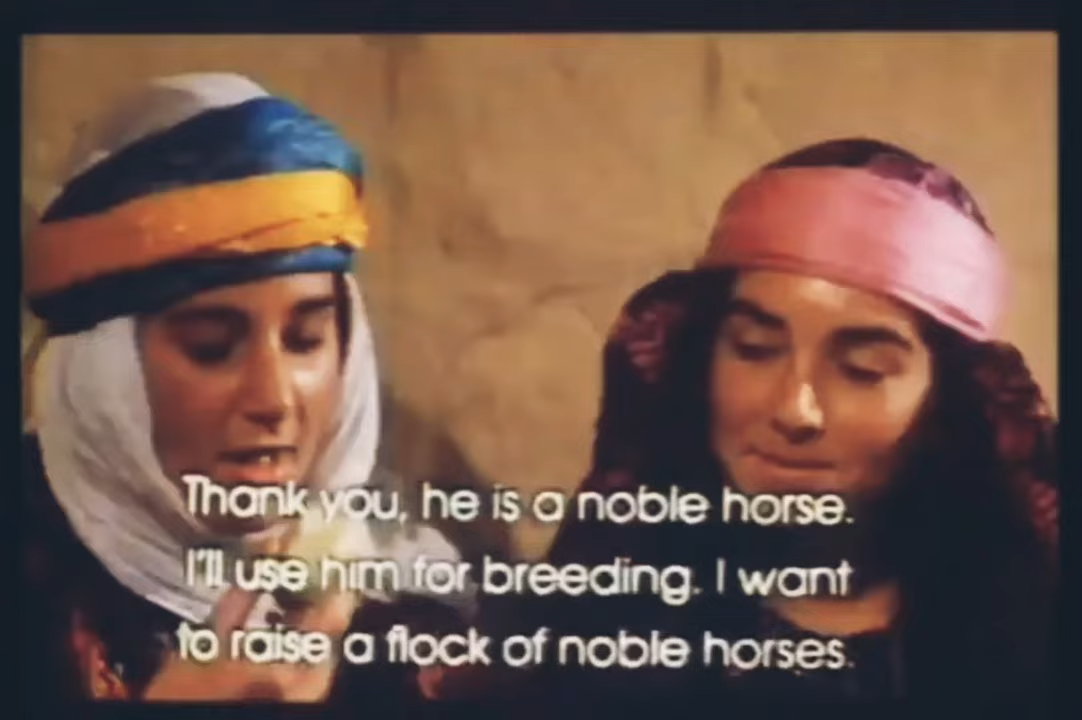 Thank you, he is a noble horse.
I'll use him for breeding. I want
to raise a flock of noble horses.